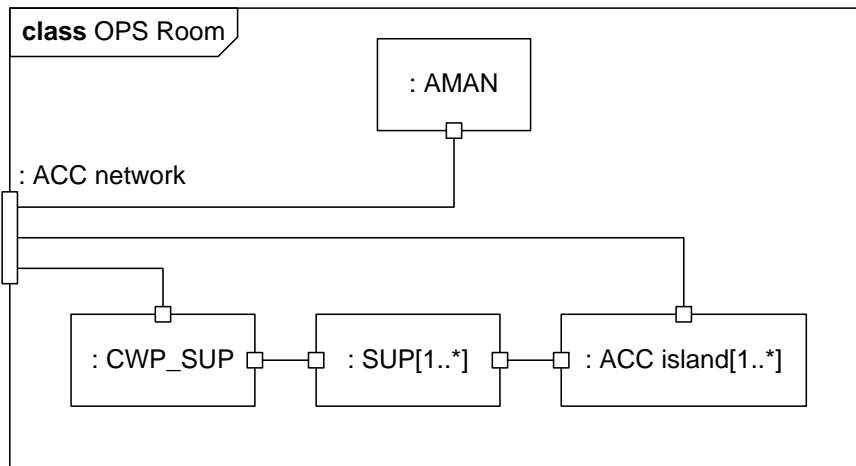 class OPS Room
: AMAN
: ACC network
: CWP_SUP
: SUP[1..*]
: ACC island[1..*]